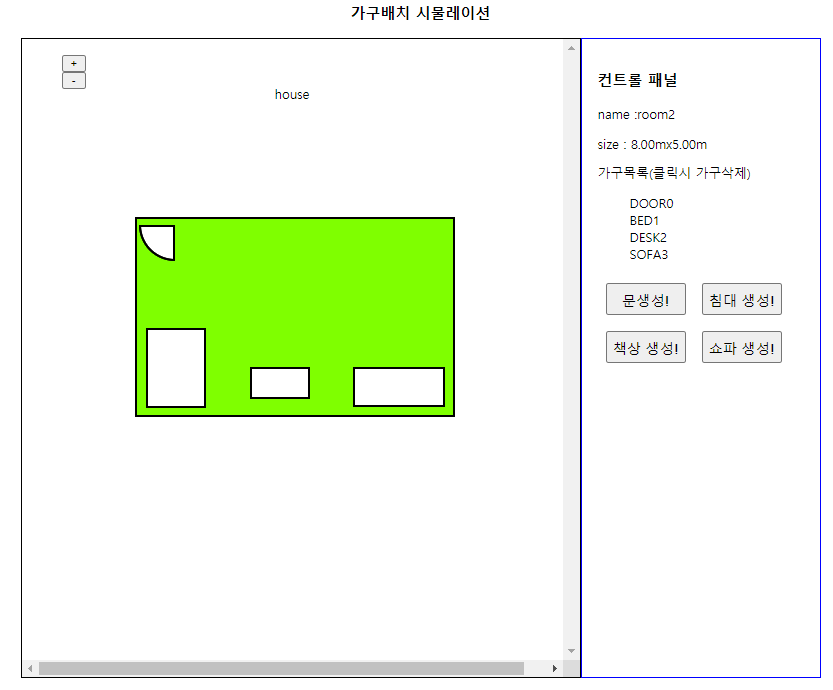 가구배치 시물레이션
+
-
house
컨트롤 패널
name :room2
size : 8.00mx5.00m
가구목록(클릭시 가구삭제)
DOOR0
BED1
DESK2
SOFA3
문생성! 침대 생성!
책상 생성! 쇼파 생성!